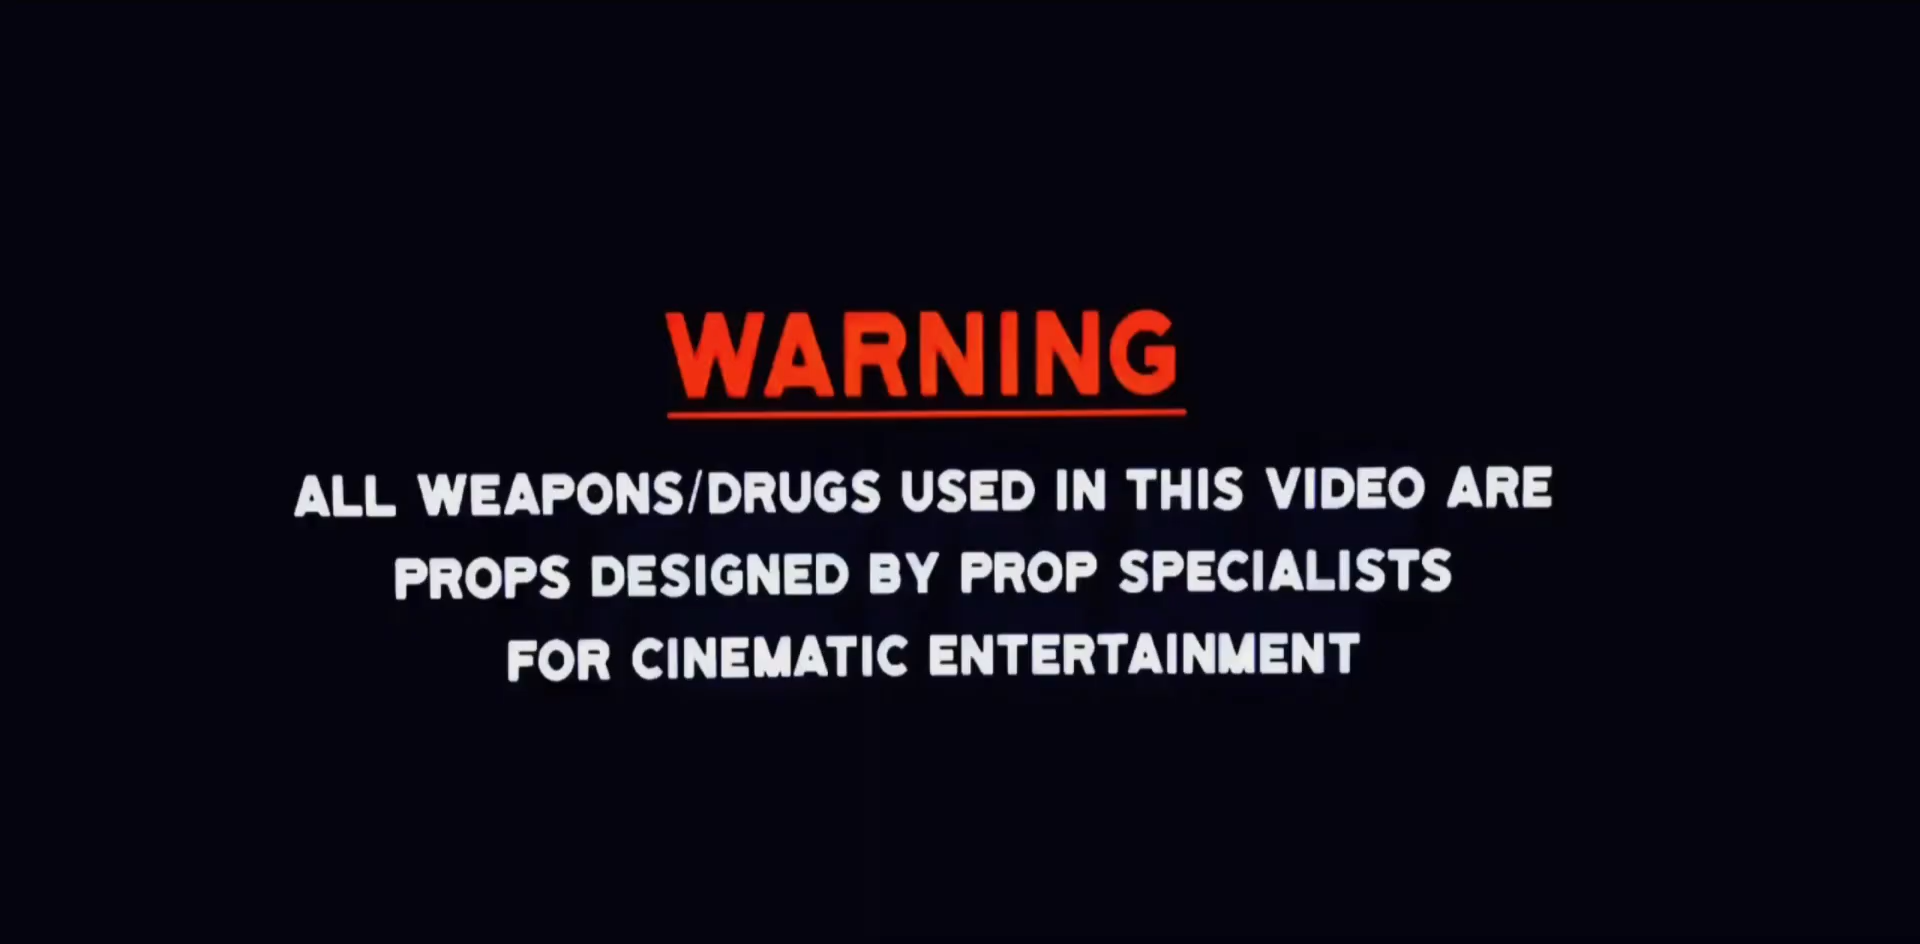 WARNING
ALL WEAPONS/DRUGS USED IN THIS VIDEO ARE
PROPS DESIGNED BY PROP SPECIALISTS
FOR CINEMATIC ENTERTAINMENT